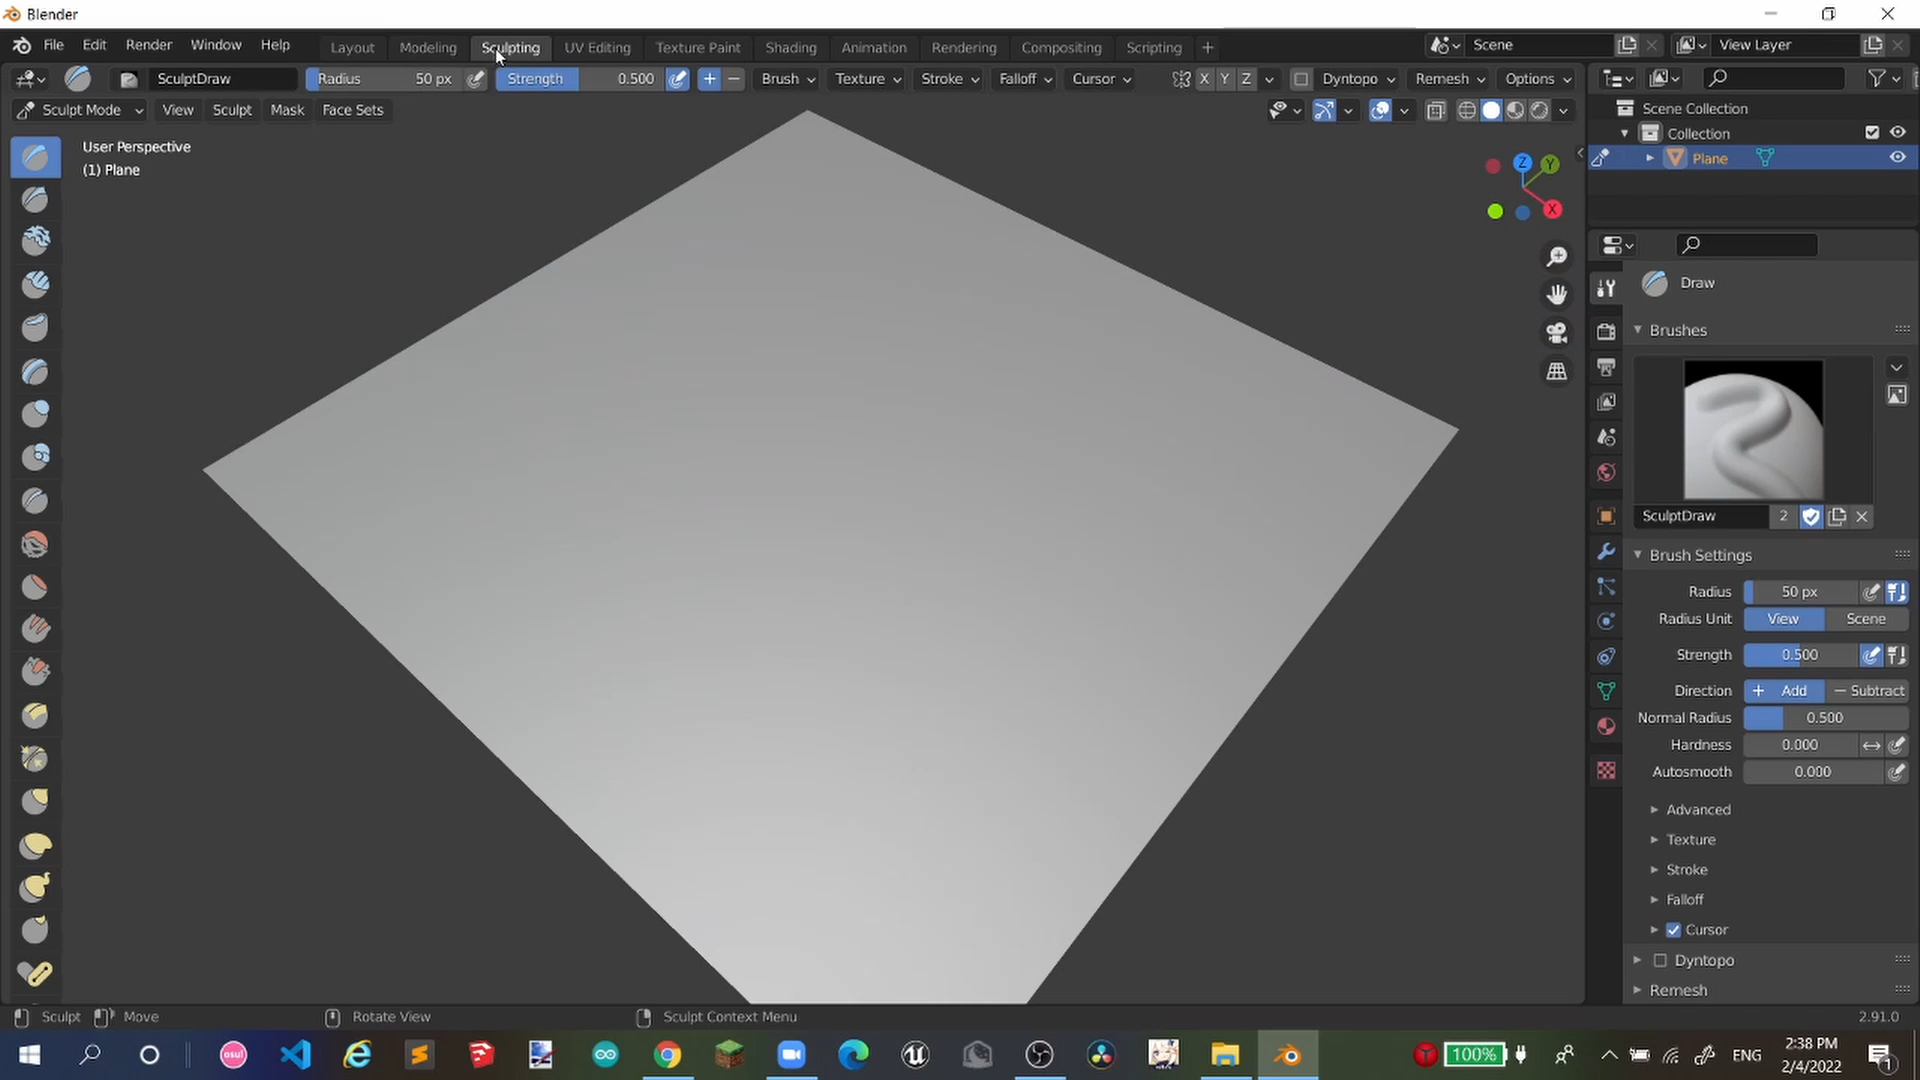 Blender
File Edit Render Window Help Layout Modeling Sculpting UV Editing Texture Paint Shading Animation Rendering Compositing Scripting + Scene View Layer
SculptDraw Radius 50 px Strength 0.500 + − Brush Texture Stroke Falloff Cursor X Y Z Dyntopo Remesh Options
Sculpt Mode View Sculpt Mask Face Sets
User Perspective
(1) Plane
Z Y
X
Scene Collection
Collection
Plane
Draw
Brushes
SculptDraw 2
Brush Settings
Radius 50 px
Radius Unit View Scene
Strength 0.500
Direction + Add − Subtract
Normal Radius 0.500
Hardness 0.000
Autosmooth 0.000
Advanced
Texture
Stroke
Falloff
Cursor
Dyntopo
Remesh
Sculpt Move Rotate View Sculpt Context Menu 2.91.0
osu! 100% ENG 2:38 PM
2/4/2022 1